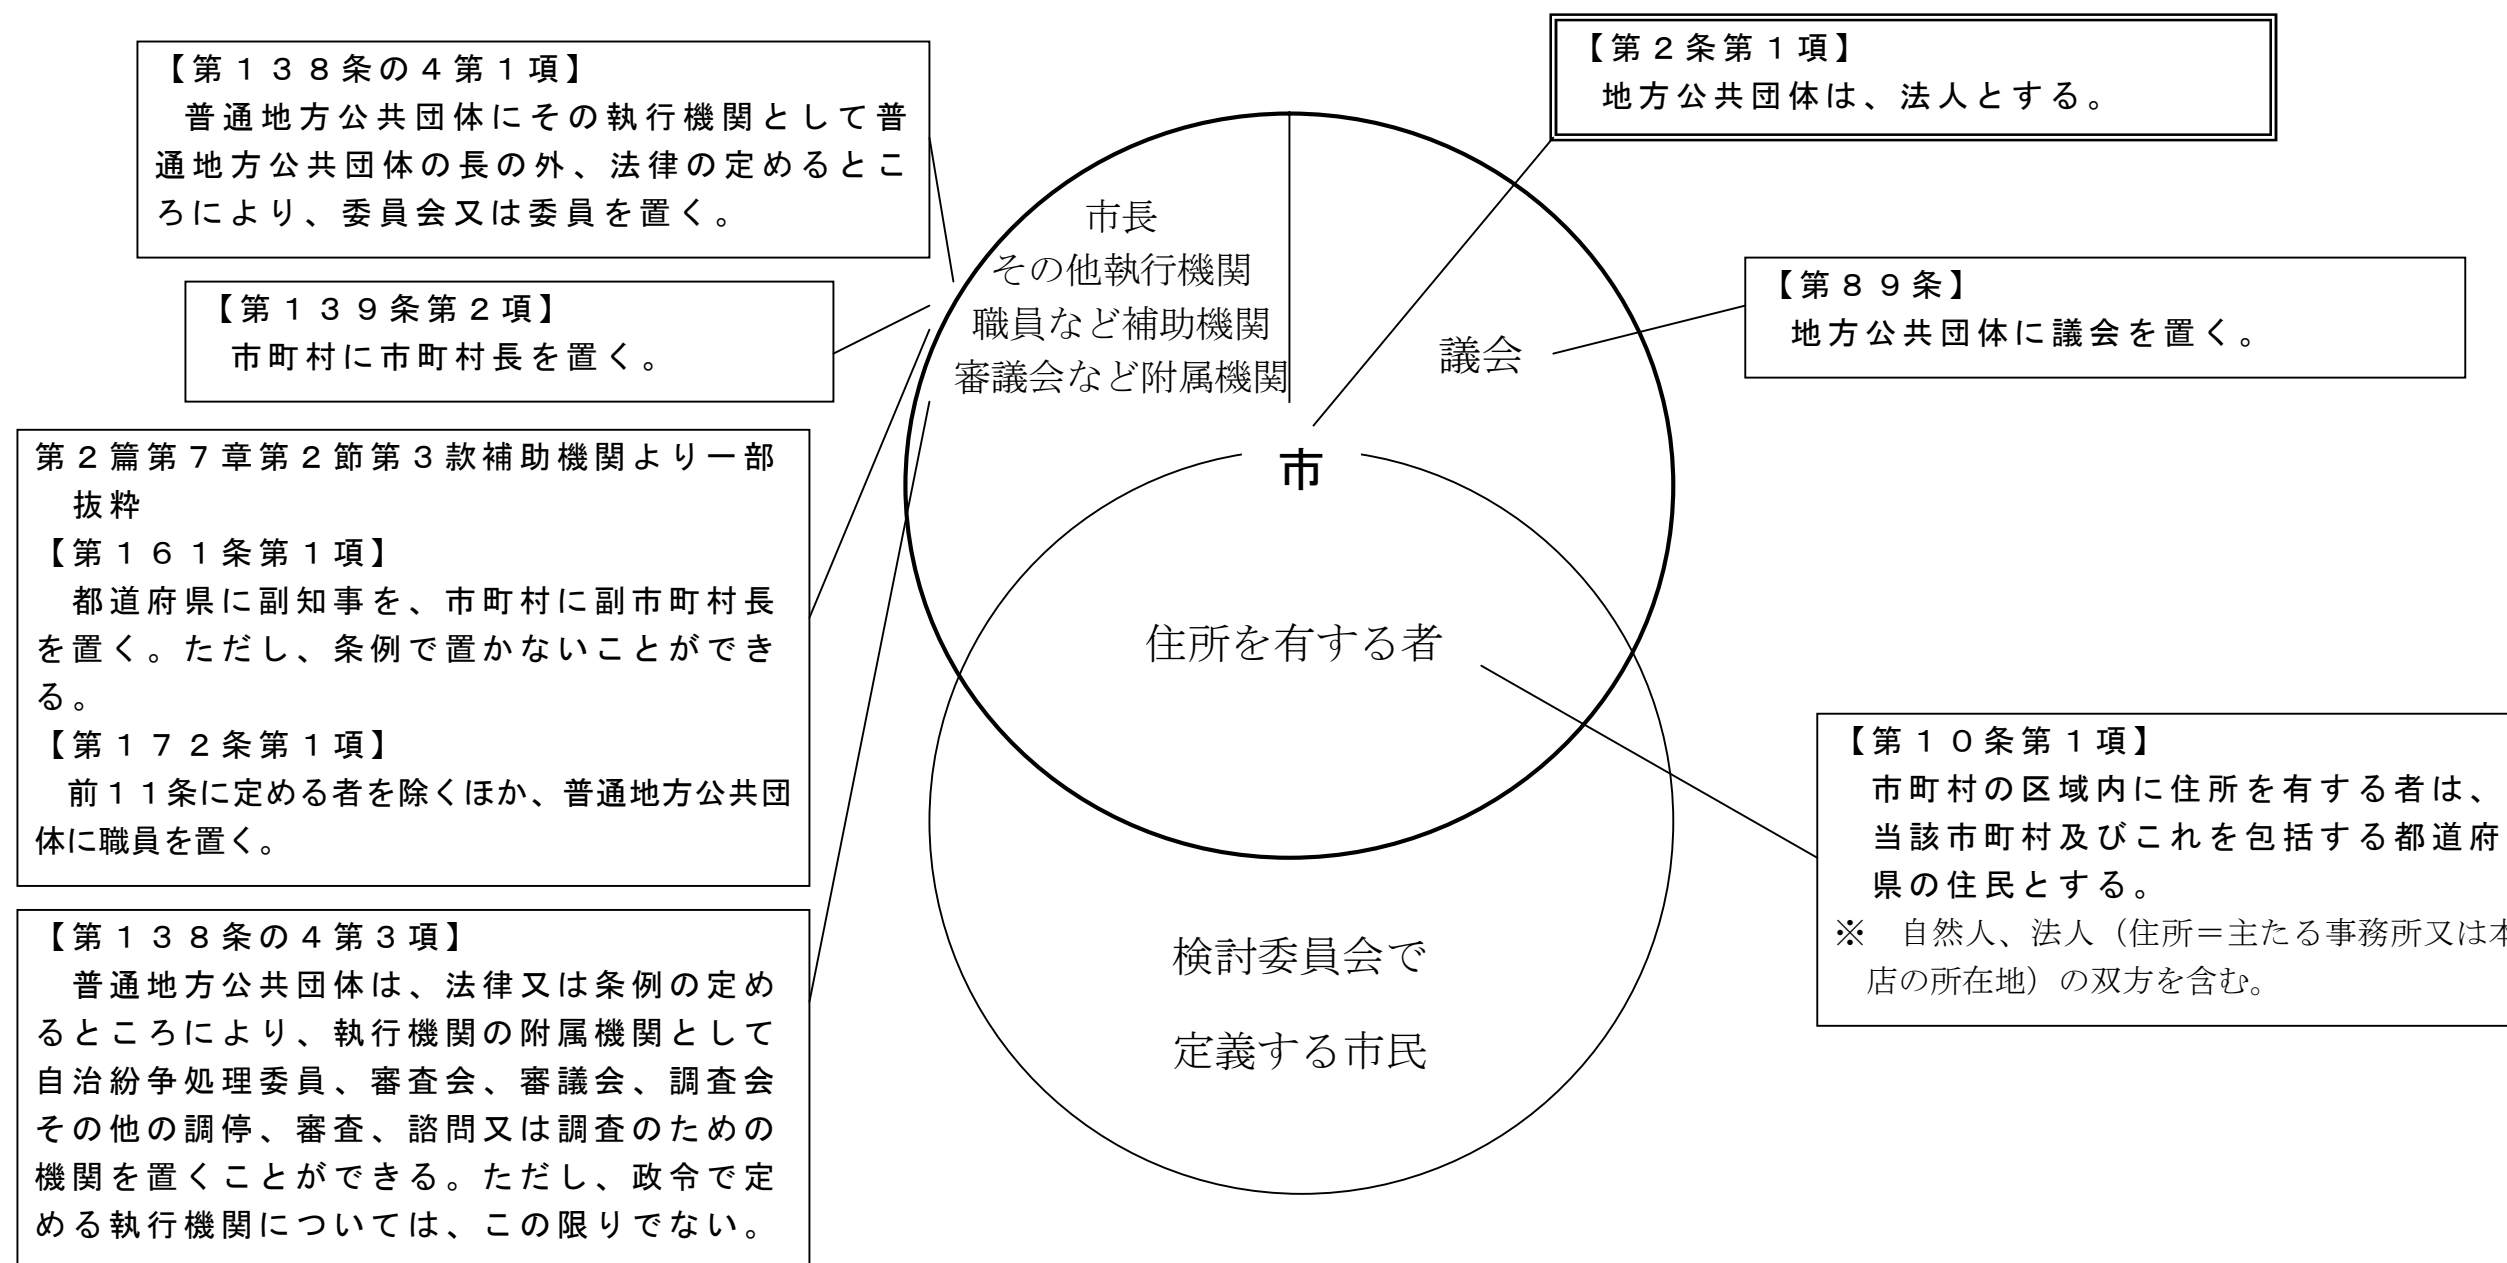 【第１３８条の４第１項】
普通地方公共団体にその執行機関として普
通地方公共団体の長の外、法律の定めるとこ
ろにより、委員会又は委員を置く。
【第１３９条第２項】
市町村に市町村長を置く。
第２篇第７章第２節第３款補助機関より一部
抜粋
【第１６１条第１項】
都道府県に副知事を、市町村に副市町村長
を置く。ただし、条例で置かないことができ
る。
【第１７２条第１項】
前１１条に定める者を除くほか、普通地方公共団
体に職員を置く。
【第１３８条の４第３項】
普通地方公共団体は、法律又は条例の定め
るところにより、執行機関の附属機関として
自治紛争処理委員、審査会、審議会、調査会
その他の調停、審査、諮問又は調査のための
機関を置くことができる。ただし、政令で定
める執行機関については、この限りでない。
市長
その他執行機関
職員など補助機関
審議会など附属機関
議会
市
住所を有する者
検討委員会で
定義する市民
【第２条第１項】
地方公共団体は、法人とする。
【第８９条】
地方公共団体に議会を置く。
【第１０条第１項】
市町村の区域内に住所を有する者は、
当該市町村及びこれを包括する都道府
県の住民とする。
※　自然人、法人（住所＝主たる事務所又は本
店の所在地）の双方を含む。